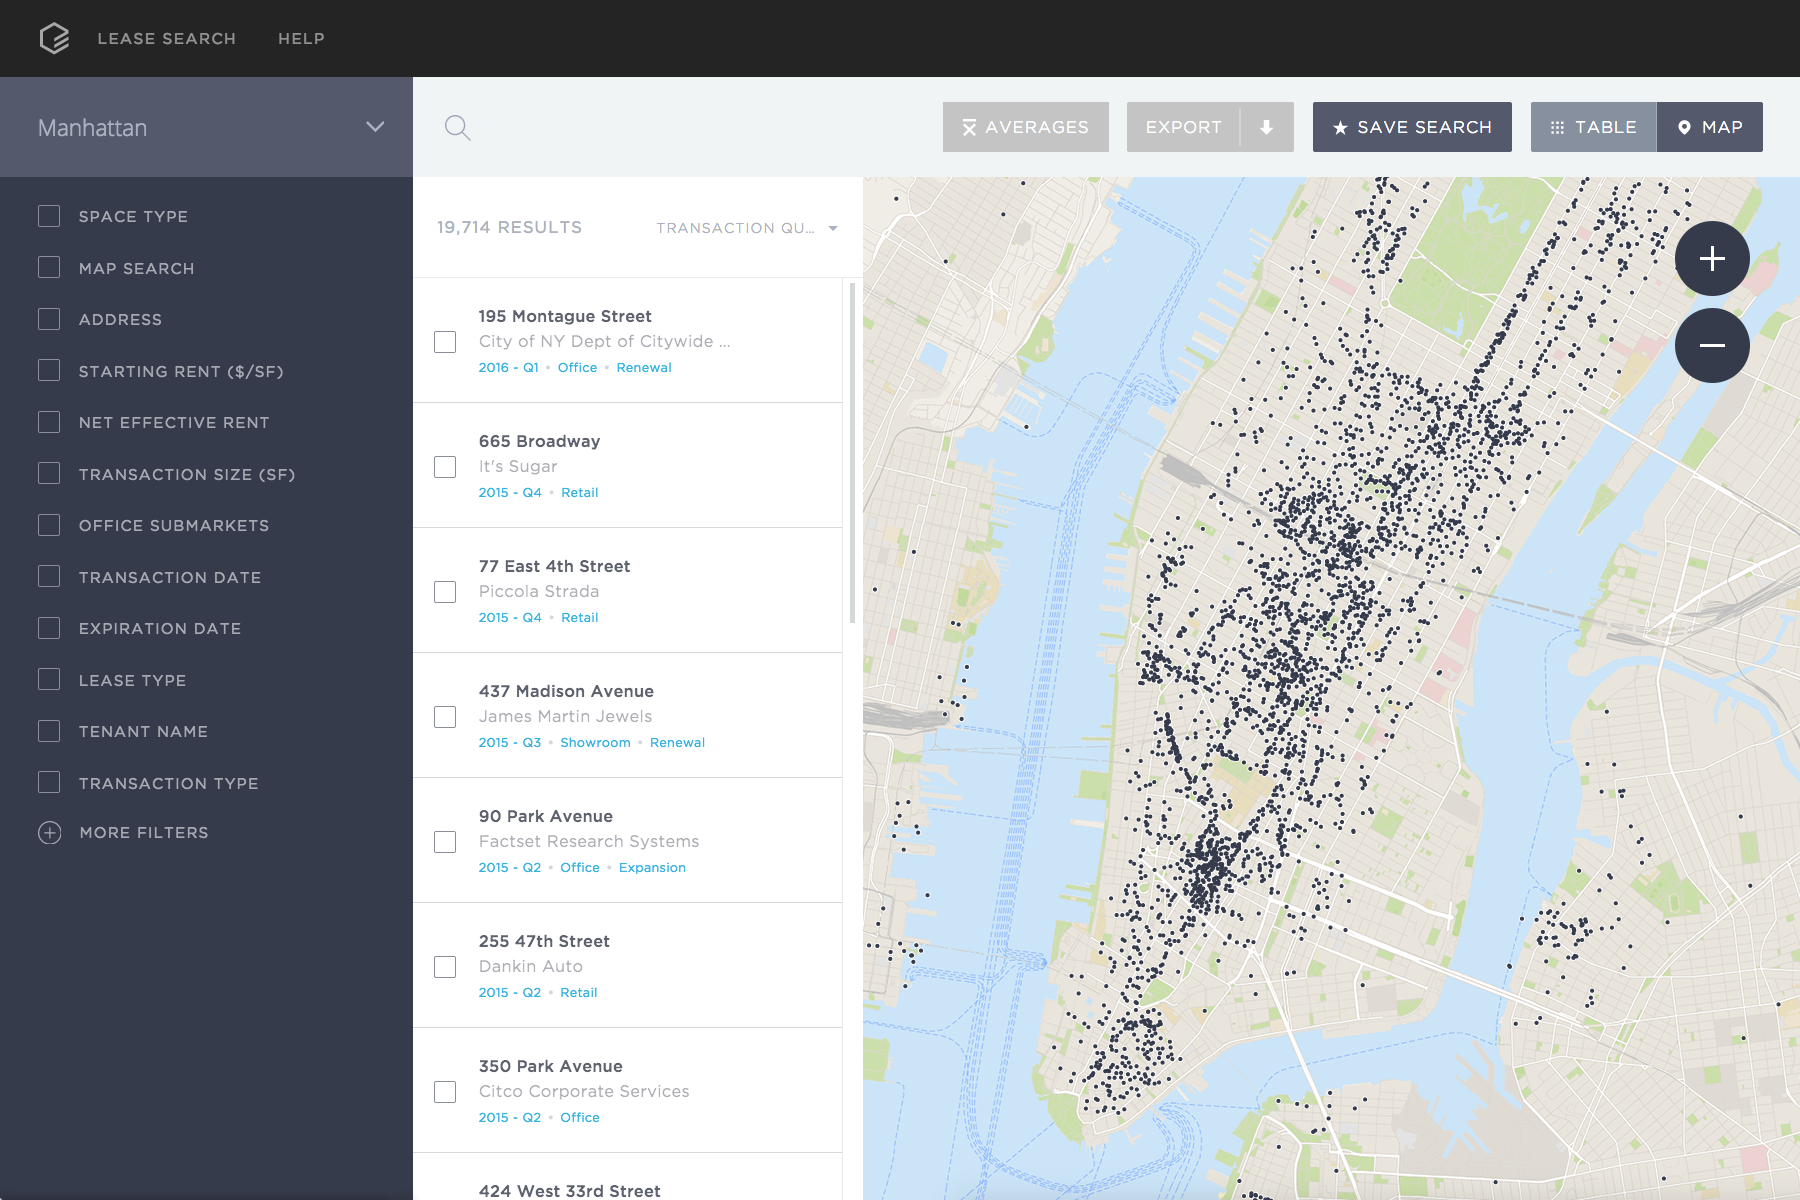 LEASE SEARCH
HELP
Manhattan
AVERAGES
EXPORT
SAVE SEARCH
TABLE
MAP
SPACE TYPE
MAP SEARCH
ADDRESS
STARTING RENT ($/SF)
NET EFFECTIVE RENT
TRANSACTION SIZE (SF)
OFFICE SUBMARKETS
TRANSACTION DATE
EXPIRATION DATE
LEASE TYPE
TENANT NAME
TRANSACTION TYPE
MORE FILTERS
19,714 RESULTS
TRANSACTION QU...
195 Montague Street
City of NY Dept of Citywide ...
2016 - Q1 • Office • Renewal
665 Broadway
It's Sugar
2015 - Q4 • Retail
77 East 4th Street
Piccola Strada
2015 - Q4 • Retail
437 Madison Avenue
James Martin Jewels
2015 - Q3 • Showroom • Renewal
90 Park Avenue
Factset Research Systems
2015 - Q2 • Office • Expansion
255 47th Street
Dankin Auto
2015 - Q2 • Retail
350 Park Avenue
Citco Corporate Services
2015 - Q2 • Office
424 West 33rd Street